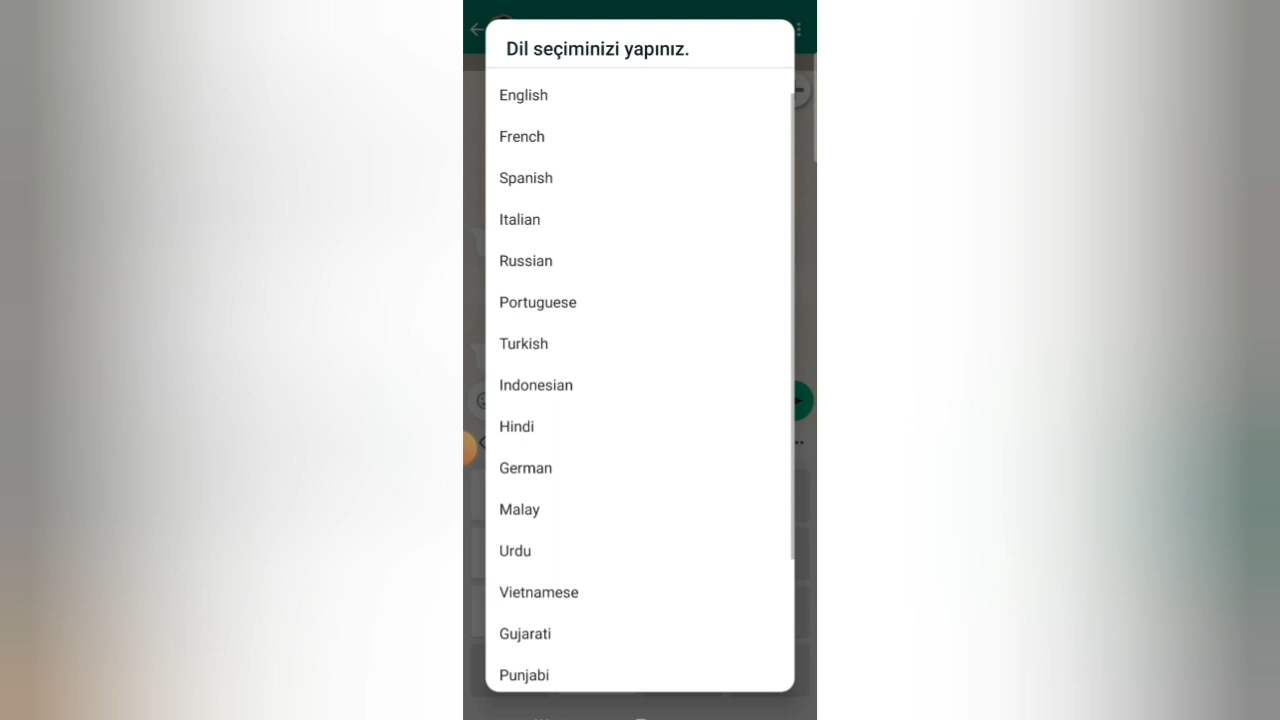 Dil seçiminizi yapınız.
English
French
Spanish
Italian
Russian
Portuguese
Turkish
Indonesian
Hindi
German
Malay
Urdu
Vietnamese
Gujarati
Punjabi